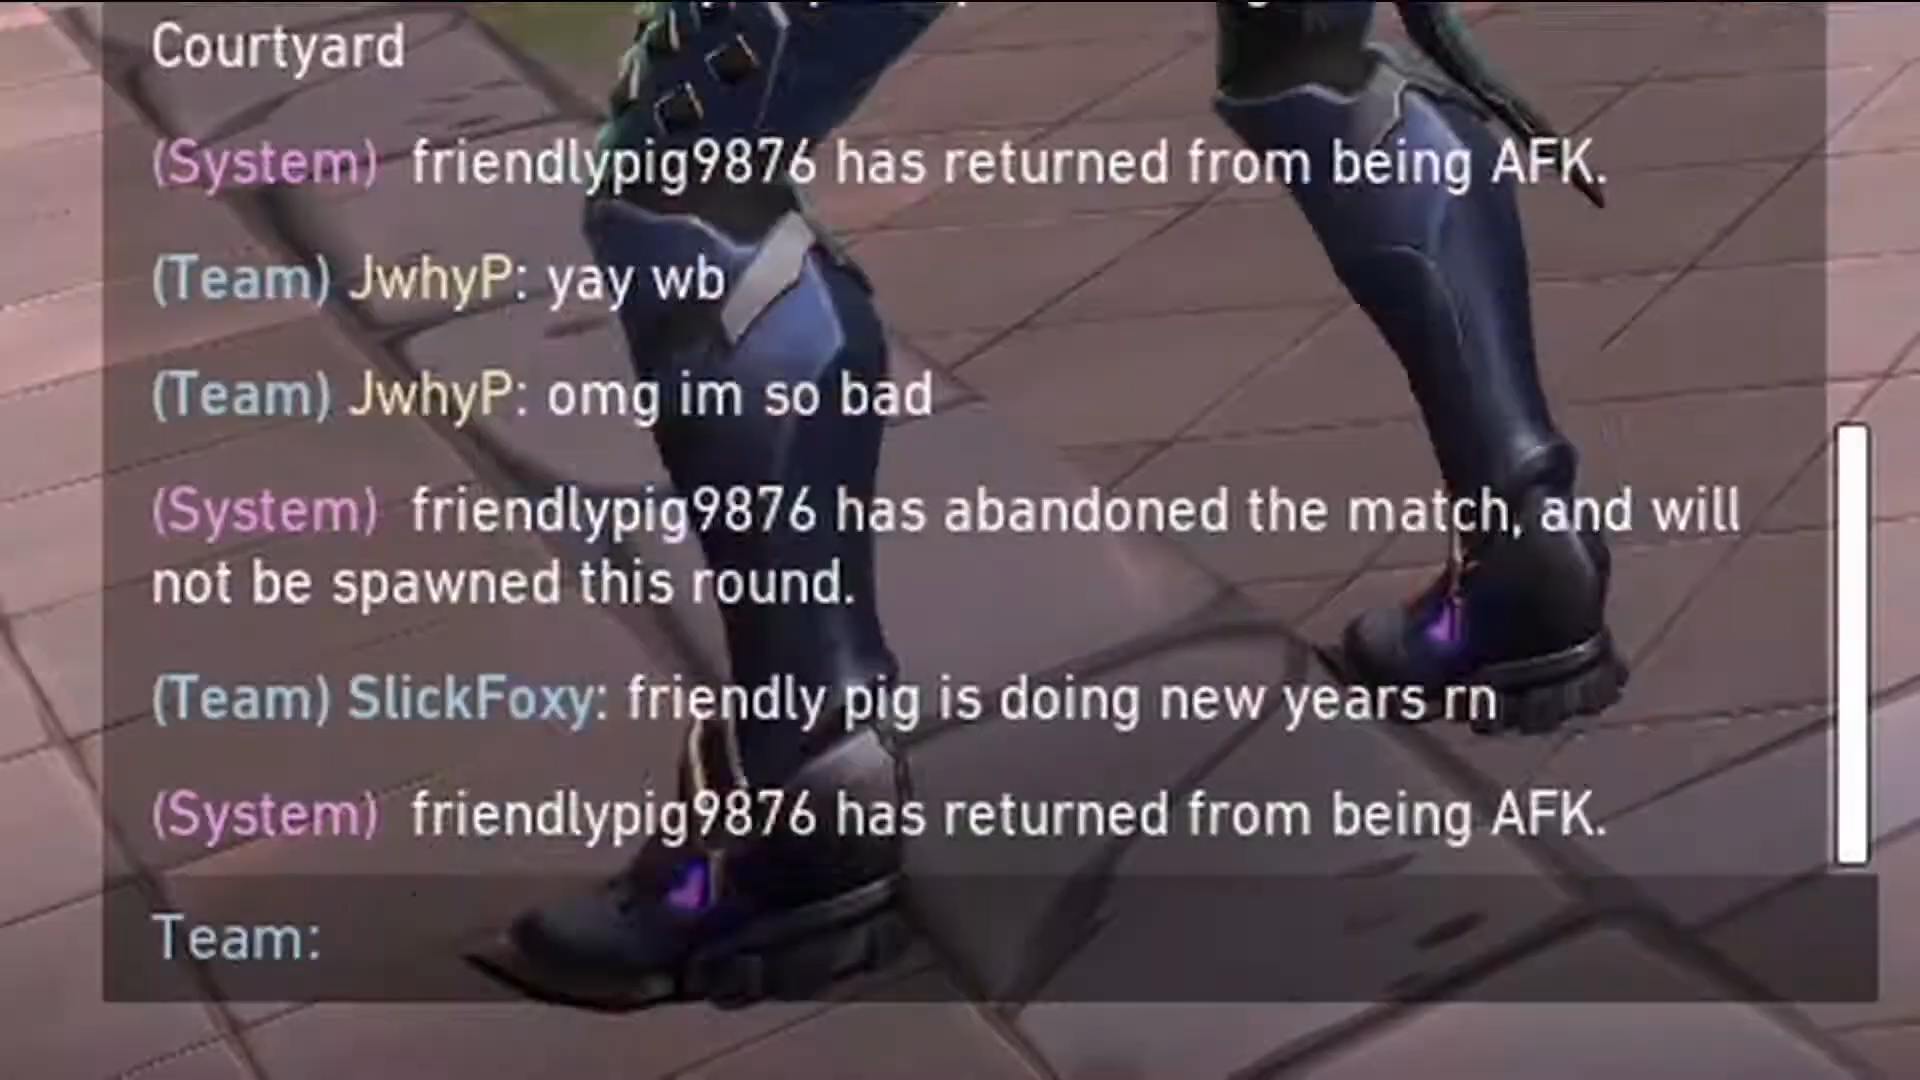 Courtyard
(System) friendlypig9876 has returned from being AFK.
(Team) JwhyP: yay wb
(Team) JwhyP: omg im so bad
(System) friendlypig9876 has abandoned the match, and will
not be spawned this round.
(Team) SlickFoxy: friendly pig is doing new years rn
(System) friendlypig9876 has returned from being AFK.
Team: